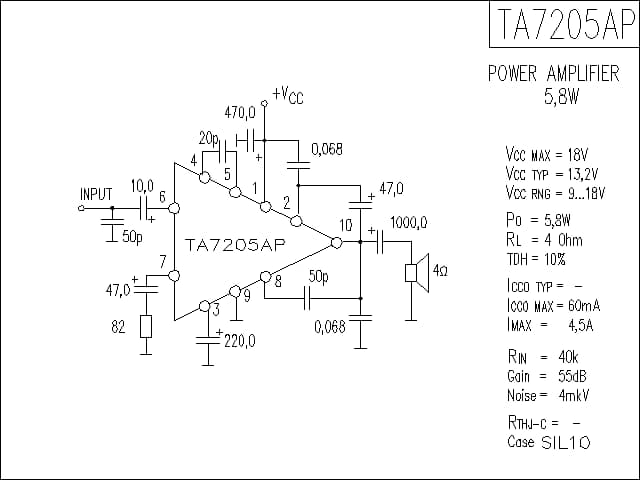 TA7205AP
POWER AMPLIFIER
5,8W
+VCC
470,0
20p
0,068
4
5
1
2
47,0
INPUT
10,0
6
+
+
+
50p
TA7205AP
10
+
1000,0
4Ω
7
+
47,0
82
3
9
8
50p
+
220,0
0,068
VCC MAX = 18V
VCC TYP = 13,2V
VCC RNG = 9...18V
PO = 5,8W
RL = 4 Ohm
TDH = 10%
ICCO TYP = -
ICCO MAX = 60mA
IMAX = 4,5A
RIN = 40k
Gain = 55dB
Noise = 4mkV
RTHJ-C = -
Case SIL10